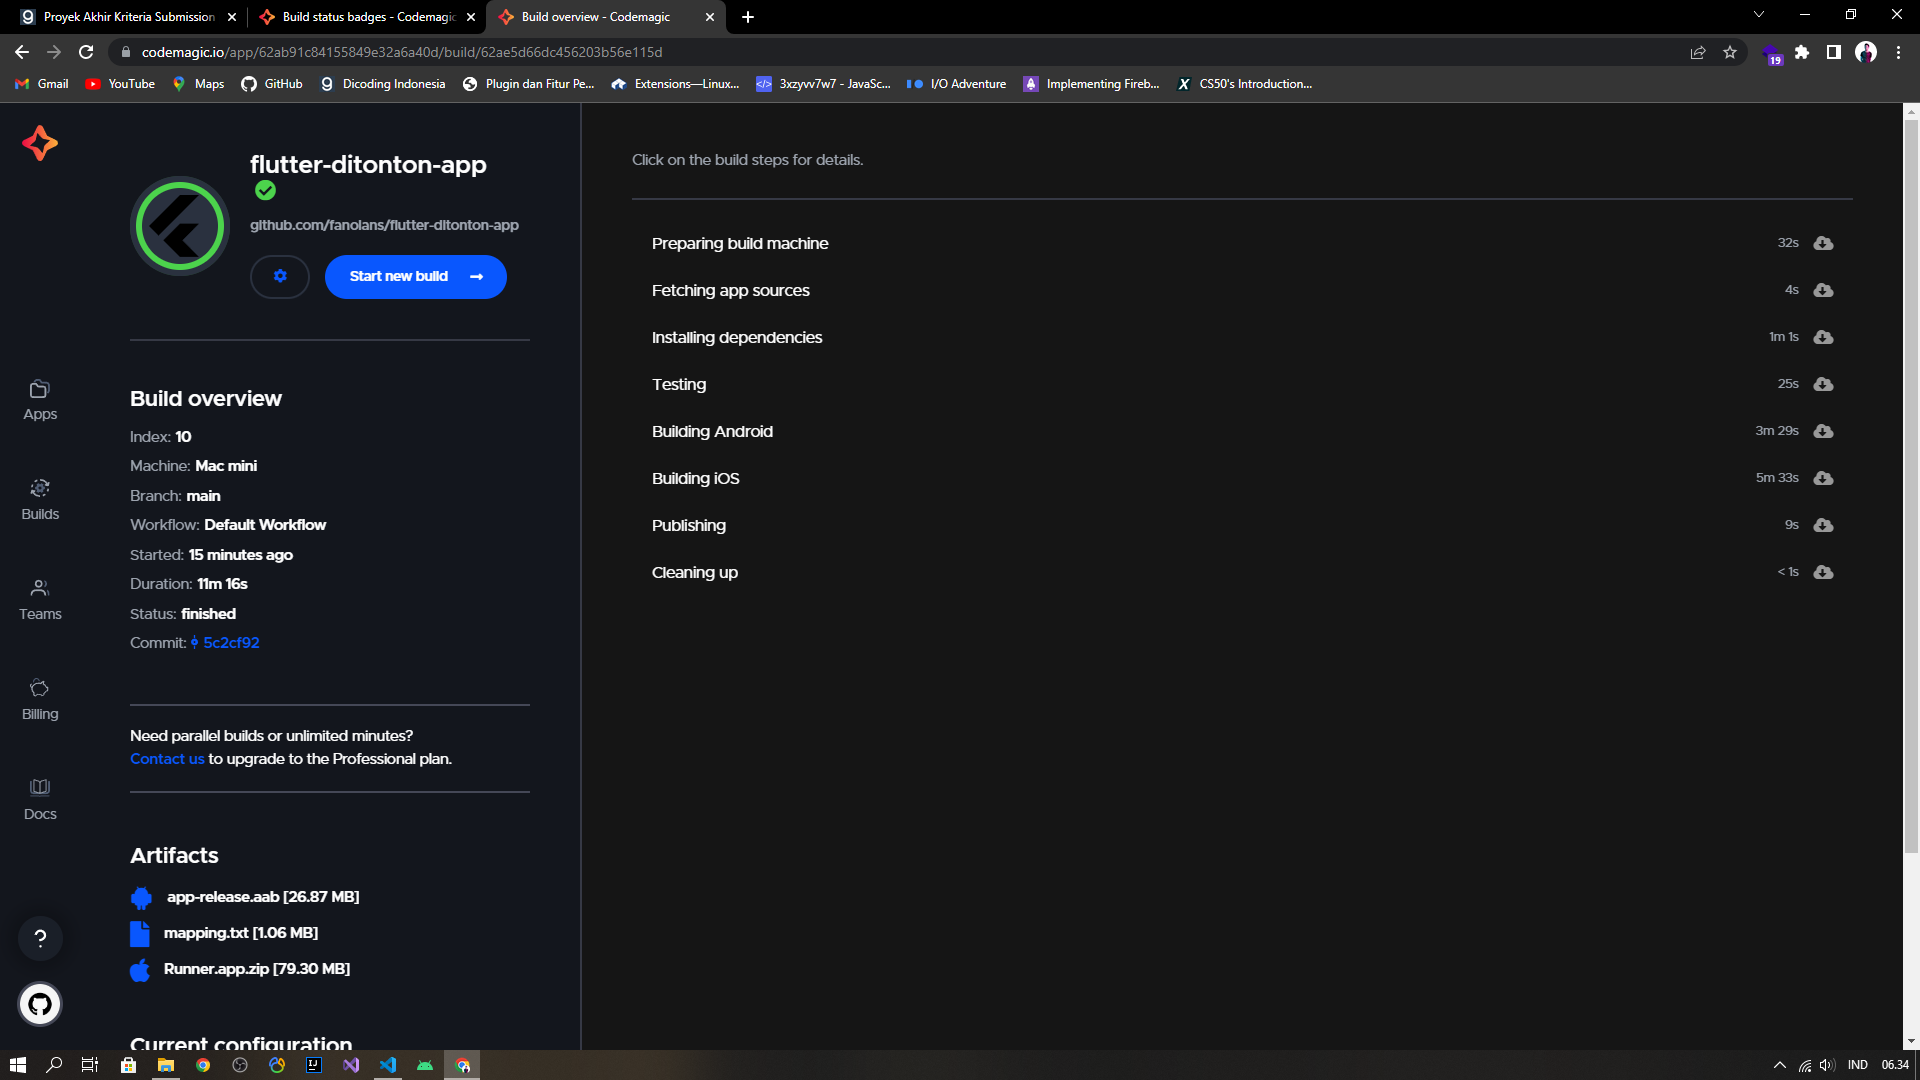 Proyek Akhir Kriteria Submission
Build status badges - Codemagic
Build overview - Codemagic
codemagic.io/app/62ab91c84155849e32a6a40d/build/62ae5d66dc456203b56e115d
19
Gmail
YouTube
Maps
GitHub
Dicoding Indonesia
Plugin dan Fitur Pe...
Extensions—Linux...
3xzyvv7w7 - JavaSc...
I/O Adventure
Implementing Fireb...
CS50's Introduction...
flutter-ditonton-app
github.com/fanolans/flutter-ditonton-app
Start new build
Build overview
Index: 10
Machine: Mac mini
Branch: main
Workflow: Default Workflow
Started: 15 minutes ago
Duration: 11m 16s
Status: finished
Commit: 5c2cf92
Need parallel builds or unlimited minutes?
Contact us to upgrade to the Professional plan.
Artifacts
app-release.aab [26.87 MB]
mapping.txt [1.06 MB]
Runner.app.zip [79.30 MB]
Current configuration
Apps
Builds
Teams
Billing
Docs
?
Click on the build steps for details.
Preparing build machine 32s
Fetching app sources 4s
Installing dependencies 1m 1s
Testing 25s
Building Android 3m 29s
Building iOS 5m 33s
Publishing 9s
Cleaning up < 1s
IND
06.34